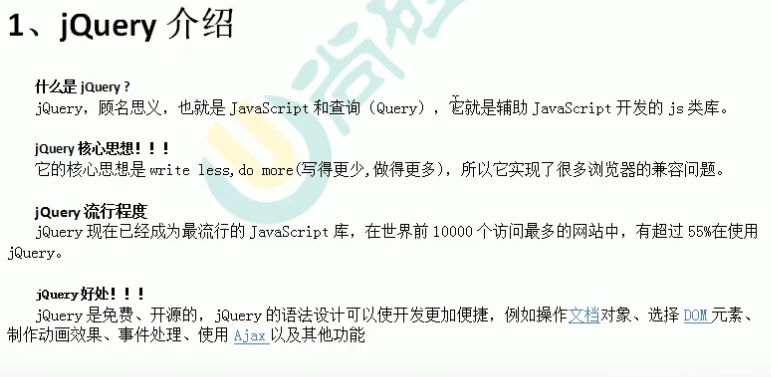 1、jQuery 介绍
什么是 jQuery ?
jQuery，顾名思义，也就是 JavaScript 和查询（Query），它就是辅助 JavaScript 开发的 js 类库。
jQuery 核心思想！！！
它的核心思想是 write less,do more(写得更少,做得更多)，所以它实现了很多浏览器的兼容问题。
jQuery 流行程度
jQuery 现在已经成为最流行的 JavaScript 库，在世界前 10000 个访问最多的网站中，有超过 55%在使用
jQuery。
jQuery 好处！！！
jQuery 是免费、开源的，jQuery 的语法设计可以使开发更加便捷，例如操作文档对象、选择 DOM 元素、
制作动画效果、事件处理、使用 Ajax 以及其他功能
尚硅